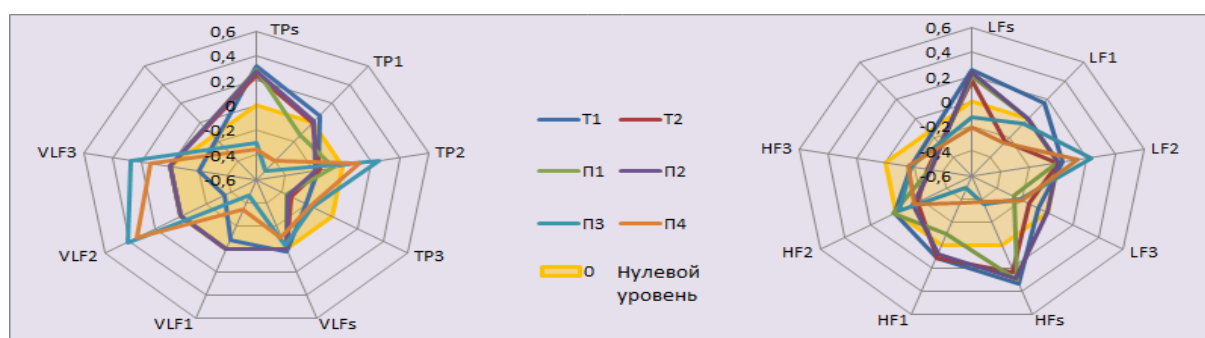 TPs
0,6
0,4
0,2
0
-0,2
-0,4
-0,6
TP1
TP2
TP3
VLFs
VLF1
VLF2
VLF3
T1
T2
П1
П2
П3
П4
0 Нулевой
уровень
LFs
0,6
0,4
0,2
0
-0,2
-0,4
-0,6
LF1
LF2
LF3
HFs
HF1
HF2
HF3